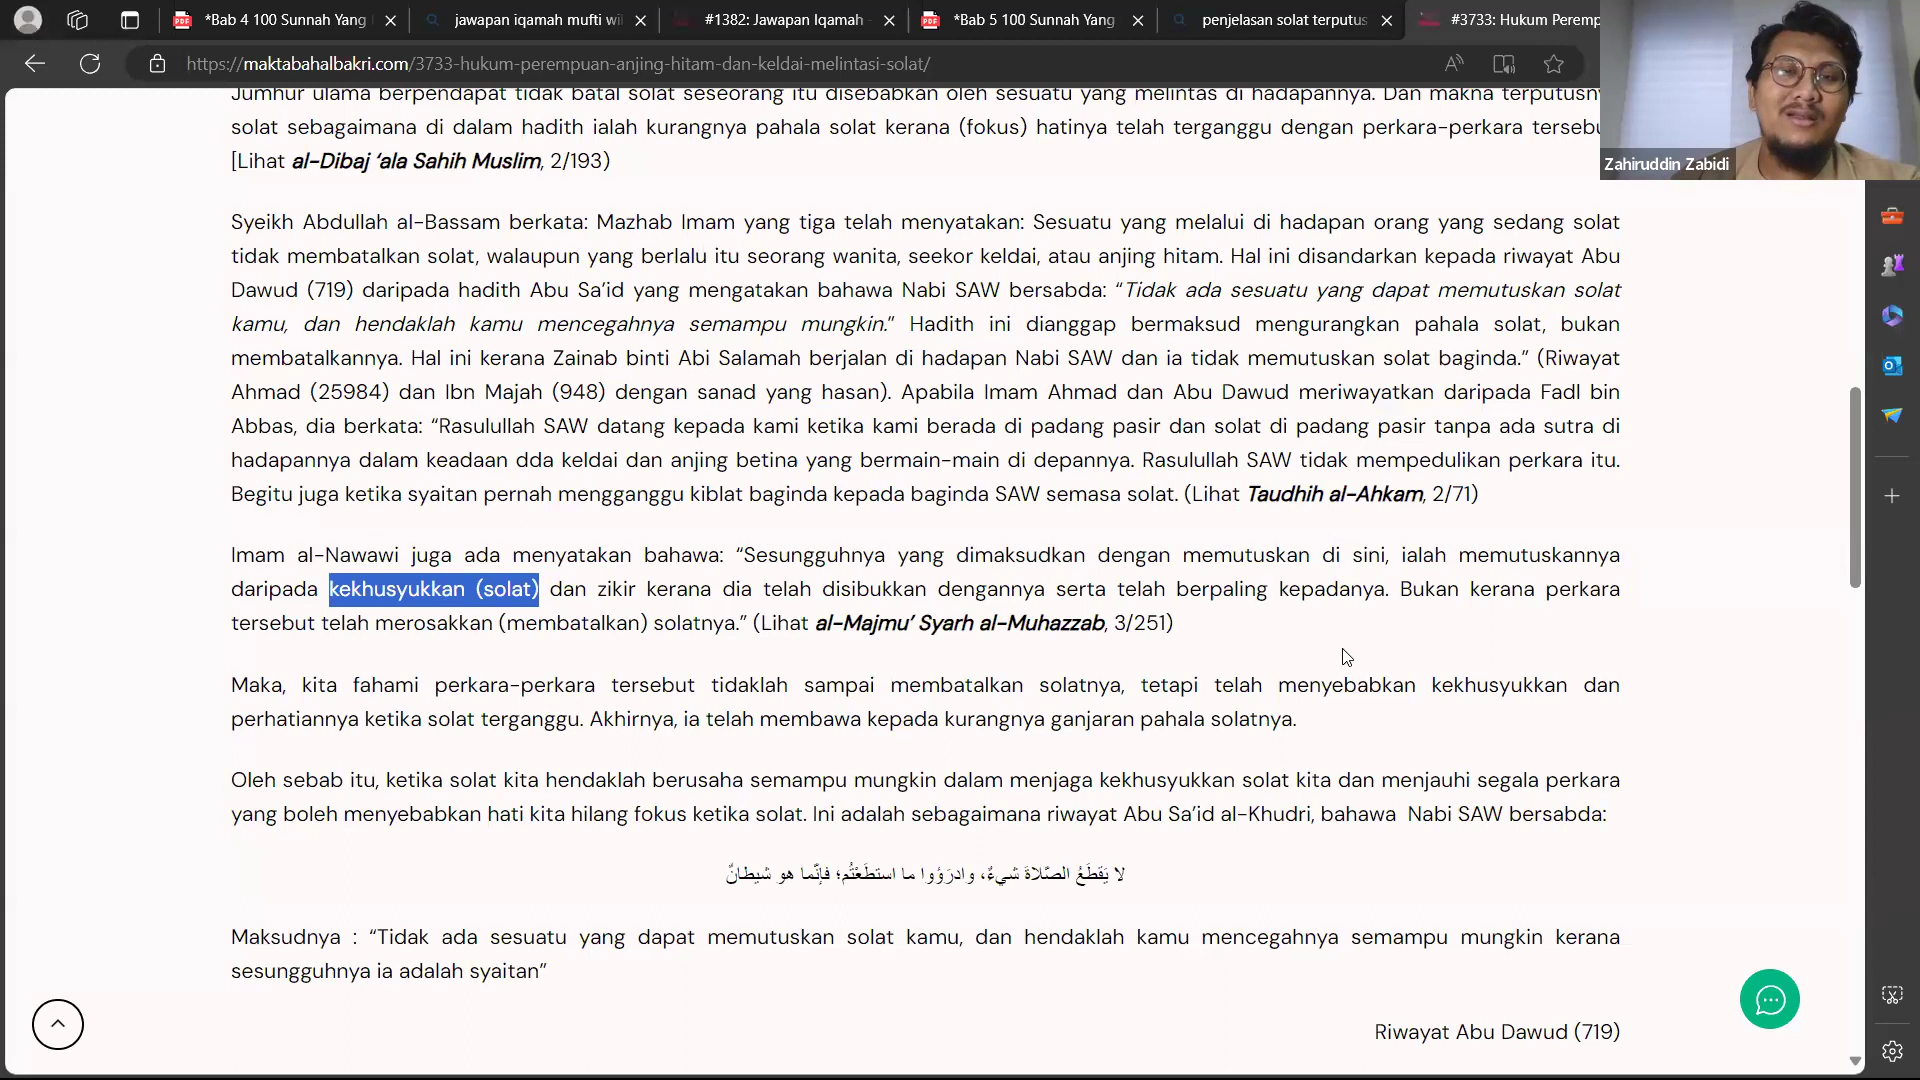 *Bab 4 100 Sunnah Yang
jawapan iqamah mufti wil
#1382: Jawapan Iqamah -
*Bab 5 100 Sunnah Yang
penjelasan solat terputus
#3733: Hukum Peremp
https://maktabahalbakri.com/3733-hukum-perempuan-anjing-hitam-dan-keldai-melintasi-solat/
Zahiruddin Zabidi
Jumhur ulama berpendapat tidak batal solat seseorang itu disebabkan oleh sesuatu yang melintas di hadapannya. Dan makna terputusny
solat sebagaimana di dalam hadith ialah kurangnya pahala solat kerana (fokus) hatinya telah terganggu dengan perkara-perkara tersebu
[Lihat al-Dibaj ‘ala Sahih Muslim, 2/193)
Syeikh Abdullah al-Bassam berkata: Mazhab Imam yang tiga telah menyatakan: Sesuatu yang melalui di hadapan orang yang sedang solat
tidak membatalkan solat, walaupun yang berlalu itu seorang wanita, seekor keldai, atau anjing hitam. Hal ini disandarkan kepada riwayat Abu
Dawud (719) daripada hadith Abu Sa’id yang mengatakan bahawa Nabi SAW bersabda: “Tidak ada sesuatu yang dapat memutuskan solat
kamu, dan hendaklah kamu mencegahnya semampu mungkin.” Hadith ini dianggap bermaksud mengurangkan pahala solat, bukan
membatalkannya. Hal ini kerana Zainab binti Abi Salamah berjalan di hadapan Nabi SAW dan ia tidak memutuskan solat baginda.” (Riwayat
Ahmad (25984) dan Ibn Majah (948) dengan sanad yang hasan). Apabila Imam Ahmad dan Abu Dawud meriwayatkan daripada Fadl bin
Abbas, dia berkata: “Rasulullah SAW datang kepada kami ketika kami berada di padang pasir dan solat di padang pasir tanpa ada sutra di
hadapannya dalam keadaan dda keldai dan anjing betina yang bermain-main di depannya. Rasulullah SAW tidak mempedulikan perkara itu.
Begitu juga ketika syaitan pernah mengganggu kiblat baginda kepada baginda SAW semasa solat. (Lihat Taudhih al-Ahkam, 2/71)
Imam al-Nawawi juga ada menyatakan bahawa: “Sesungguhnya yang dimaksudkan dengan memutuskan di sini, ialah memutuskannya
daripada kekhusyukkan (solat) dan zikir kerana dia telah disibukkan dengannya serta telah berpaling kepadanya. Bukan kerana perkara
tersebut telah merosakkan (membatalkan) solatnya.” (Lihat al-Majmu’ Syarh al-Muhazzab, 3/251)
Maka, kita fahami perkara-perkara tersebut tidaklah sampai membatalkan solatnya, tetapi telah menyebabkan kekhusyukkan dan
perhatiannya ketika solat terganggu. Akhirnya, ia telah membawa kepada kurangnya ganjaran pahala solatnya.
Oleh sebab itu, ketika solat kita hendaklah berusaha semampu mungkin dalam menjaga kekhusyukkan solat kita dan menjauhi segala perkara
yang boleh menyebabkan hati kita hilang fokus ketika solat. Ini adalah sebagaimana riwayat Abu Sa’id al-Khudri, bahawa Nabi SAW bersabda:
لا يَقطَعُ الصَّلاةَ شيءٌ، وادرَؤوا ما استطَعْتُم؛ فإنَّما هو شيطانٌ
Maksudnya : “Tidak ada sesuatu yang dapat memutuskan solat kamu, dan hendaklah kamu mencegahnya semampu mungkin kerana
sesungguhnya ia adalah syaitan”
Riwayat Abu Dawud (719)